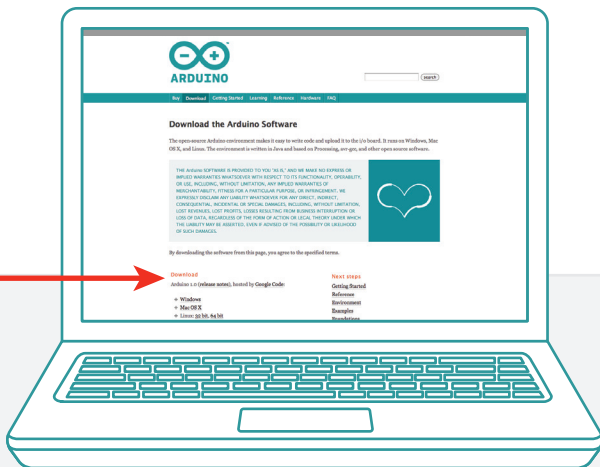 ARDUINO
search
Buy Download Getting Started Learning Reference Hardware FAQ
Download the Arduino Software
The open-source Arduino environment makes it easy to write code and upload it to the i/o board. It runs on Windows, Mac
OS X, and Linux. The environment is written in Java and based on Processing, avr-gcc, and other open source software.
THE Arduino SOFTWARE IS PROVIDED TO YOU "AS IS," AND WE MAKE NO EXPRESS OR
IMPLIED WARRANTIES WHATSOEVER WITH RESPECT TO ITS FUNCTIONALITY, OPERABILITY,
OR USE, INCLUDING, WITHOUT LIMITATION, ANY IMPLIED WARRANTIES OF
MERCHANTABILITY, FITNESS FOR A PARTICULAR PURPOSE, OR INFRINGEMENT. WE
EXPRESSLY DISCLAIM ANY LIABILITY WHATSOEVER FOR ANY DIRECT, INDIRECT,
CONSEQUENTIAL, INCIDENTAL OR SPECIAL DAMAGES, INCLUDING, WITHOUT LIMITATION,
LOST REVENUES, LOST PROFITS, LOSSES RESULTING FROM BUSINESS INTERRUPTION OR
LOSS OF DATA, REGARDLESS OF THE FORM OF ACTION OR LEGAL THEORY UNDER WHICH
THE LIABILITY MAY BE ASSERTED, EVEN IF ADVISED OF THE POSSIBILITY OR LIKELIHOOD
OF SUCH DAMAGES.
By downloading the software from this page, you agree to the specified terms.
Download
Arduino 1.0 (release notes), hosted by Google Code:
+ Windows
+ Mac OS X
+ Linux: 32 bit, 64 bit
Next steps
Getting Started
Reference
Environment
Examples
Foundations